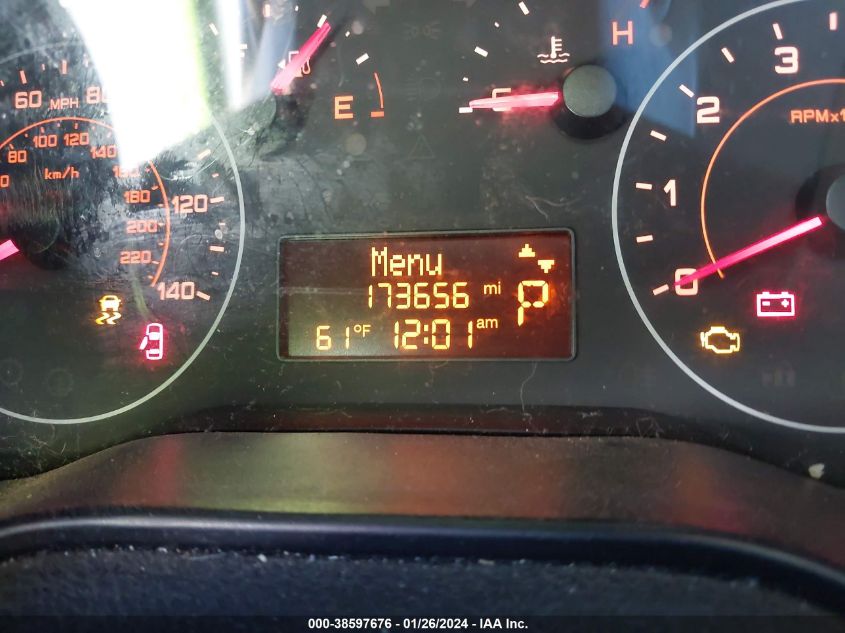 60 MPH 80
E
H
80 100 120 140 160
km/h
180
200
220
120
140
Menu
173656 mi P
61°F 12:01 am
0 1 2 3
RPMx1
000-38597676 - 01/26/2024 - IAA Inc.